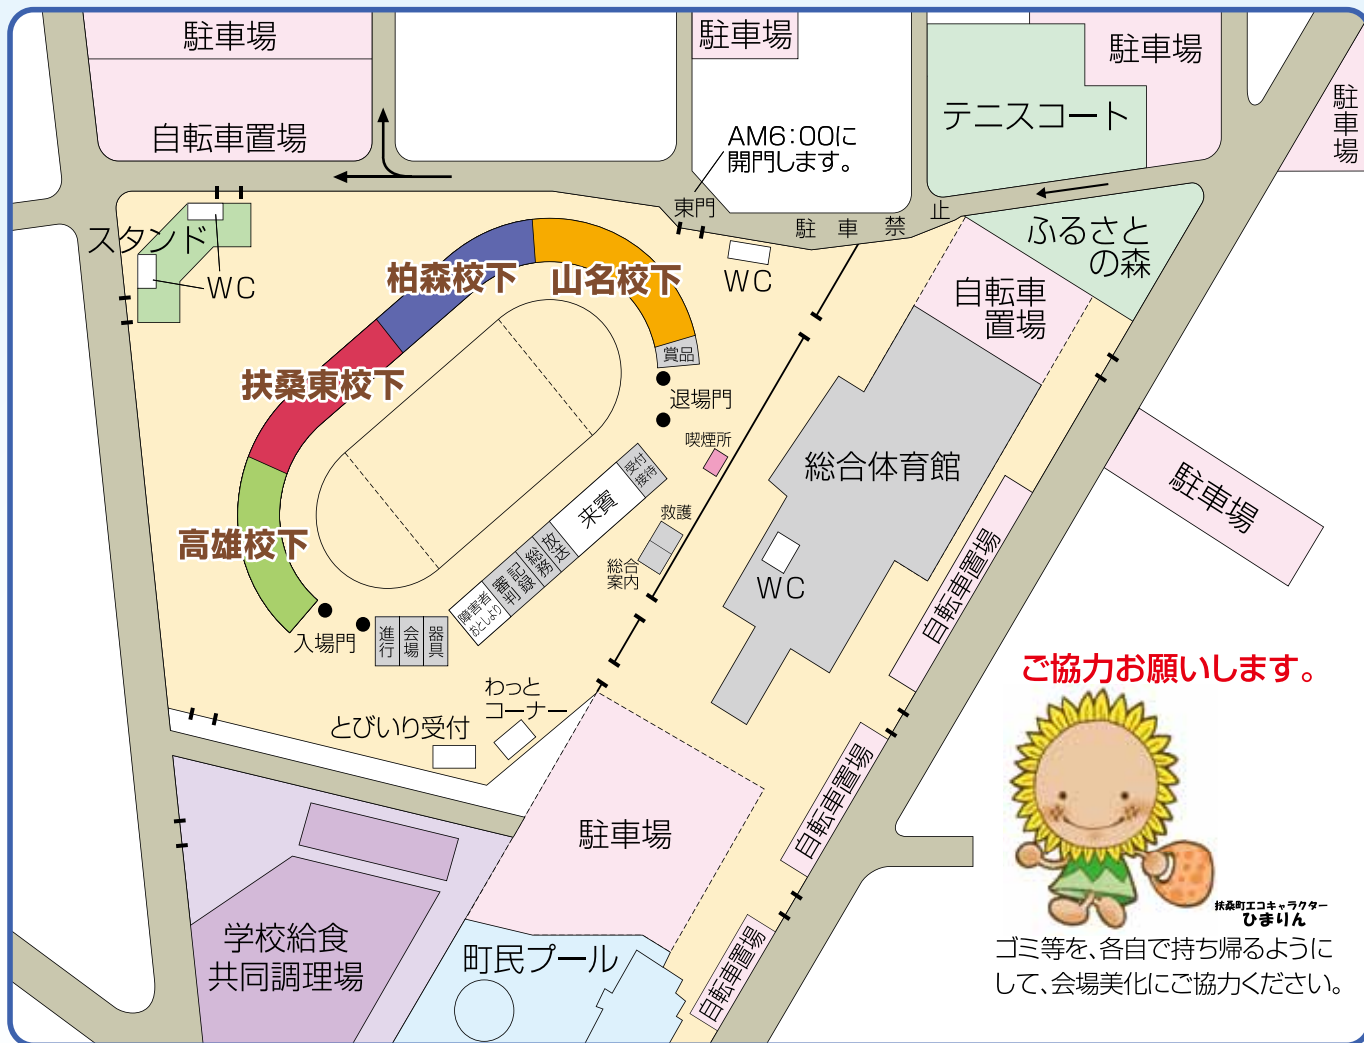 駐車場
駐車場
駐車場
駐車場
自転車置場
テニスコート
AM6:00に
開門します。
東門
駐車禁止
スタンド
WC
WC
ふるさと
の森
自転車
置場
柏森校下
山名校下
賞品
扶桑東校下
退場門
喫煙所
受付
接待
来賓
放送
総務
記録
審判
障害者
おとしより
救護
総合
案内
総合体育館
WC
駐車場
自転車置場
高雄校下
入場門
進行
会場
器具
わっと
コーナー
とびいり受付
駐車場
自転車置場
自転車置場
学校給食
共同調理場
町民プール
ご協力お願いします。
扶桑町エコキャラクター
ひまりん
ゴミ等を、各自で持ち帰るように
して、会場美化にご協力ください。